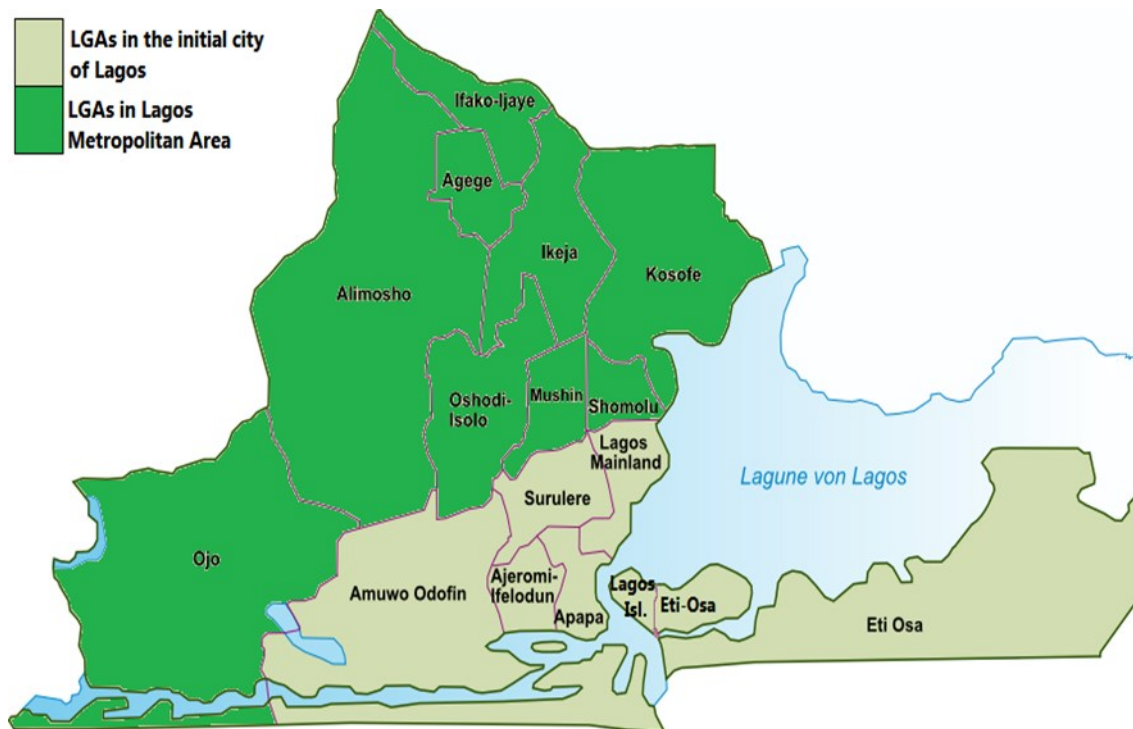 LGAs in the initial city
of Lagos
LGAs in Lagos
Metropolitan Area
Ifako-Ijaye
Agege
Ikeja
Kosofe
Alimosho
Oshodi-
Isolo
Mushin
Shomolu
Lagos
Mainland
Surulere
Lagune von Lagos
Ojo
Amuwo Odofin
Ajeromi-
Ifelodun
Apapa
Lagos
Isl.
Eti-Osa
Eti Osa